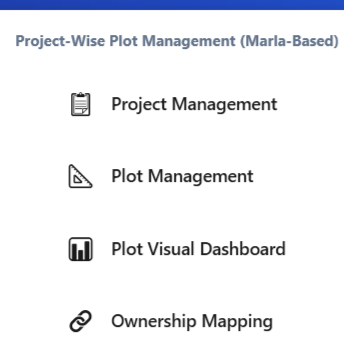 Project-Wise Plot Management (Marla-Based)
Project Management
Plot Management
Plot Visual Dashboard
Ownership Mapping